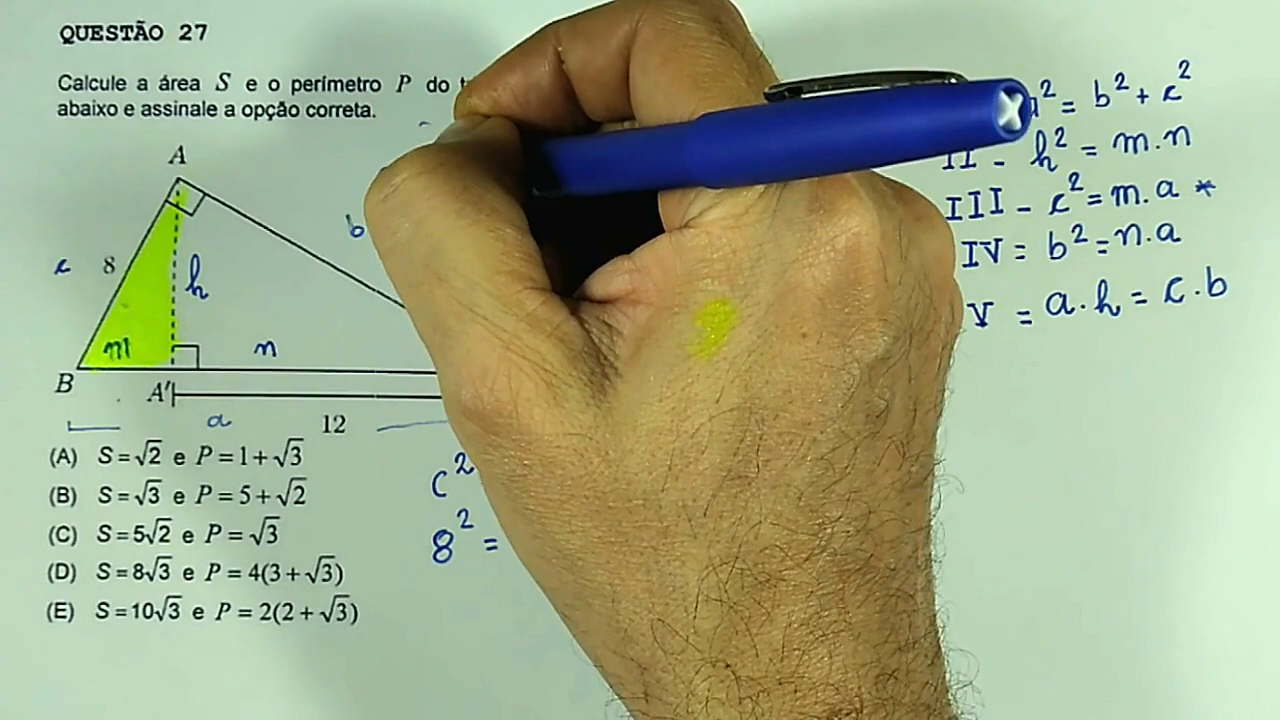 QUESTÃO 27
Calcule a área S e o perímetro P do
abaixo e assinale a opção correta.
A
c 8
h
b
m
n
B
A'
a
12
(A) S=√2 e P=1+√3
(B) S=√3 e P=5+√2
(C) S=5√2 e P=√3
(D) S=8√3 e P=4(3+√3)
(E) S=10√3 e P=2(2+√3)
c²
8² =
² = b² + c²
II - h² = m.n
III - c² = m.a *
IV = b² = n.a
V = a.h = c.b